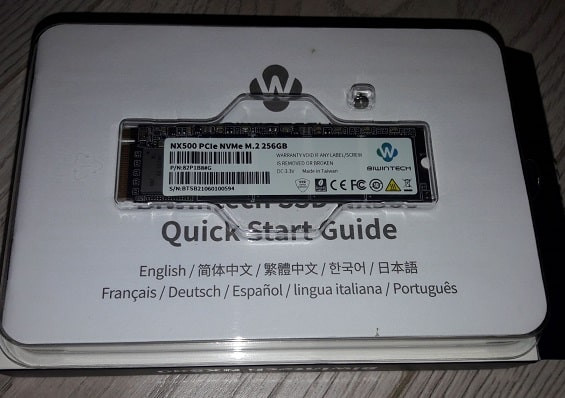 NX500 PCIe NVMe M.2 256GB
WARRANTY VOID IF ANY LABEL/SCREW
IS REMOVED OR BROKEN
DC 3.3V Made in Taiwan
S/N:BTSB21060100594
BIWINTECH
Quick Start Guide
English / 简体中文 / 繁體中文 / 한국어 / 日本語
Français / Deutsch / Español / lingua italiana / Português